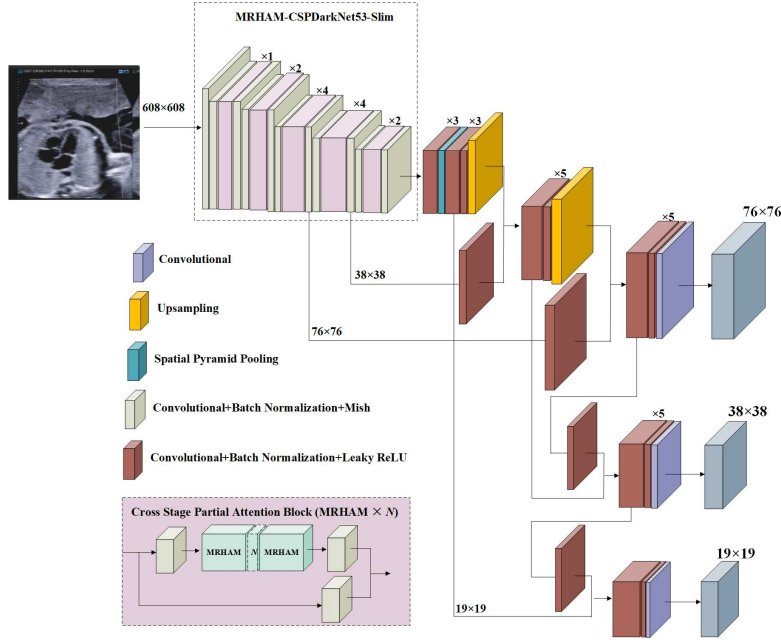 MRHAM-CSPDarkNet53-Slim
×1
×2
×4
×4
×2
608×608
×3
×3
×5
×5
76×76
Convolutional
38×38
Upsampling
76×76
Spatial Pyramid Pooling
Convolutional+Batch Normalization+Mish
×5
38×38
Convolutional+Batch Normalization+Leaky ReLU
Cross Stage Partial Attention Block (MRHAM × N)
MRHAM
N
MRHAM
19×19
19×19